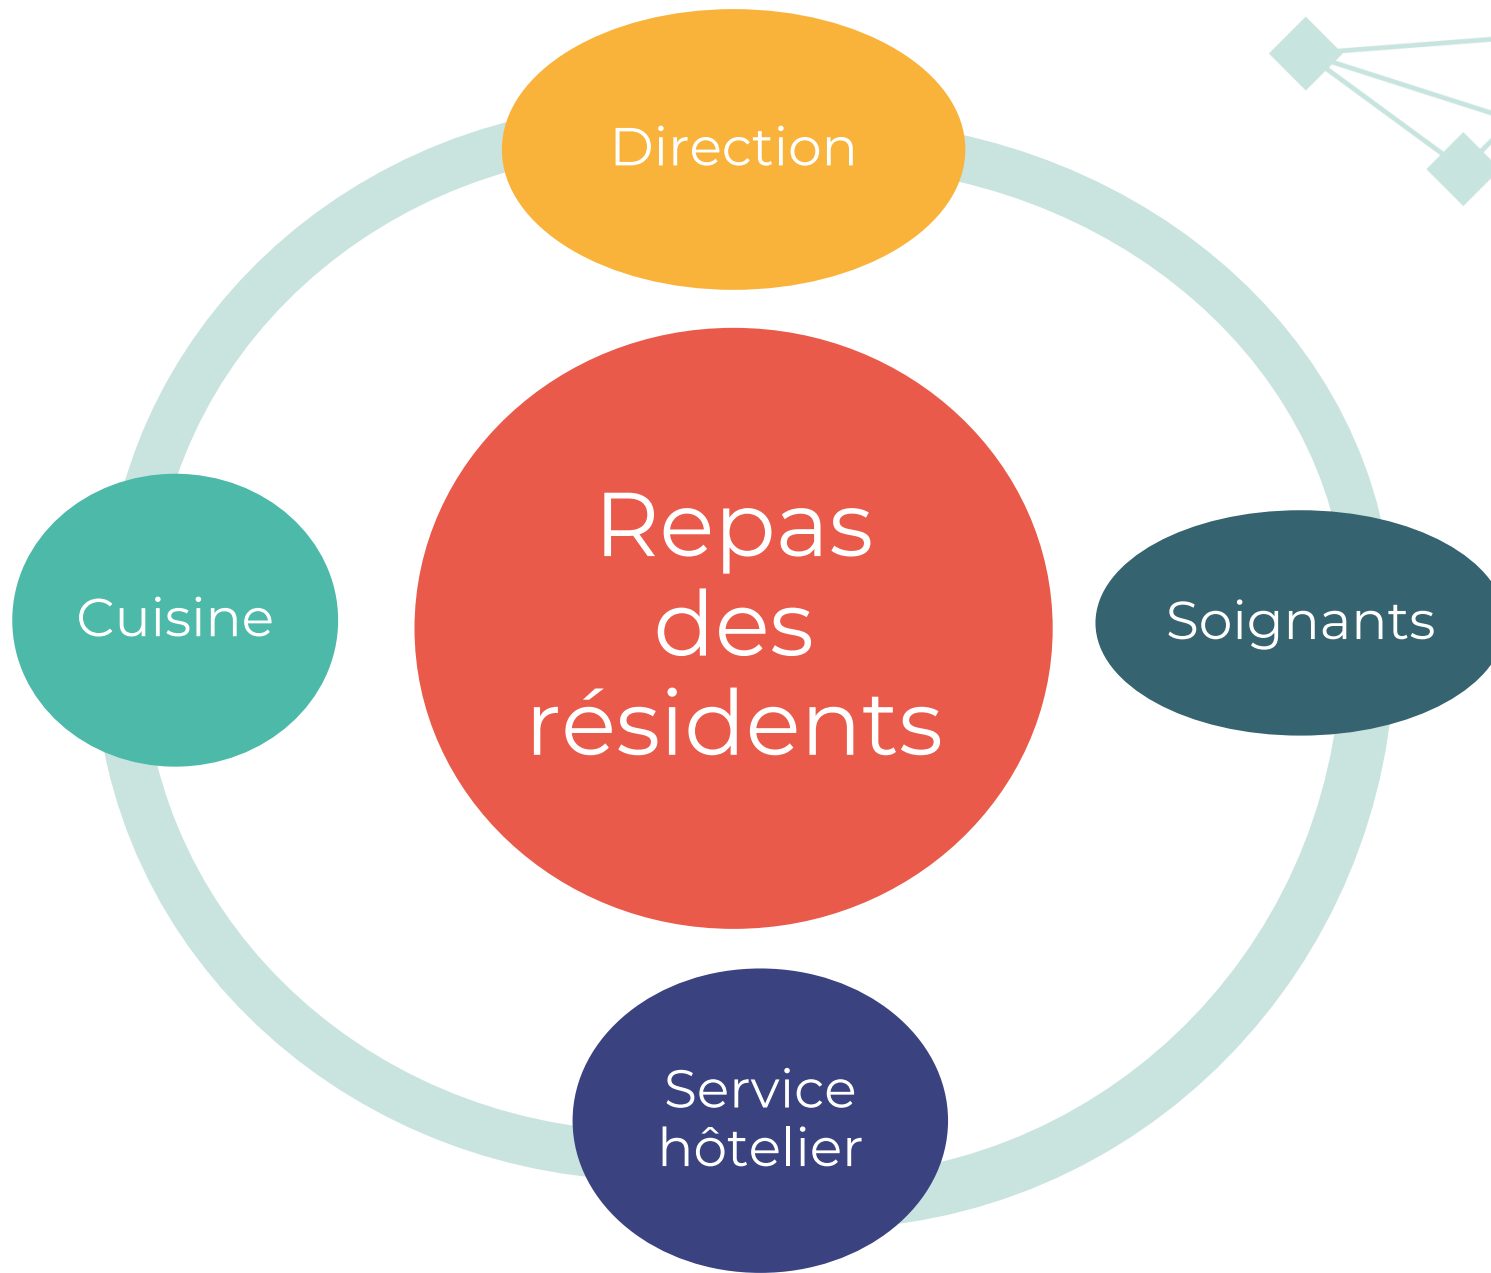 Direction
Repas
des
résidents
Cuisine
Soignants
Service
hôtelier